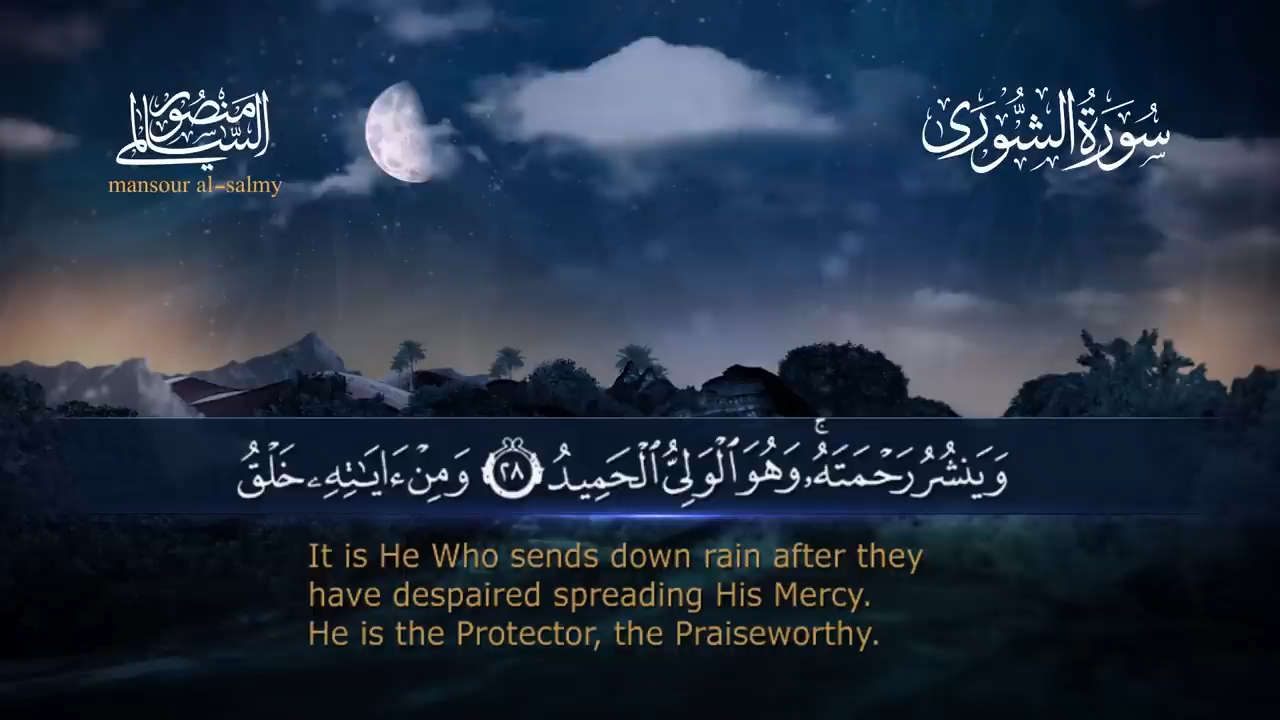 منصور السالمي
mansour al-salmy
سُورَةُ الشُّورَىٰ
وَيَنشُرُ رَحْمَتَهُۥۚ وَهُوَ ٱلْوَلِىُّ ٱلْحَمِيدُ ٢٨ وَمِنْ ءَايَـٰتِهِۦ خَلْقُ
It is He Who sends down rain after they
have despaired spreading His Mercy.
He is the Protector, the Praiseworthy.